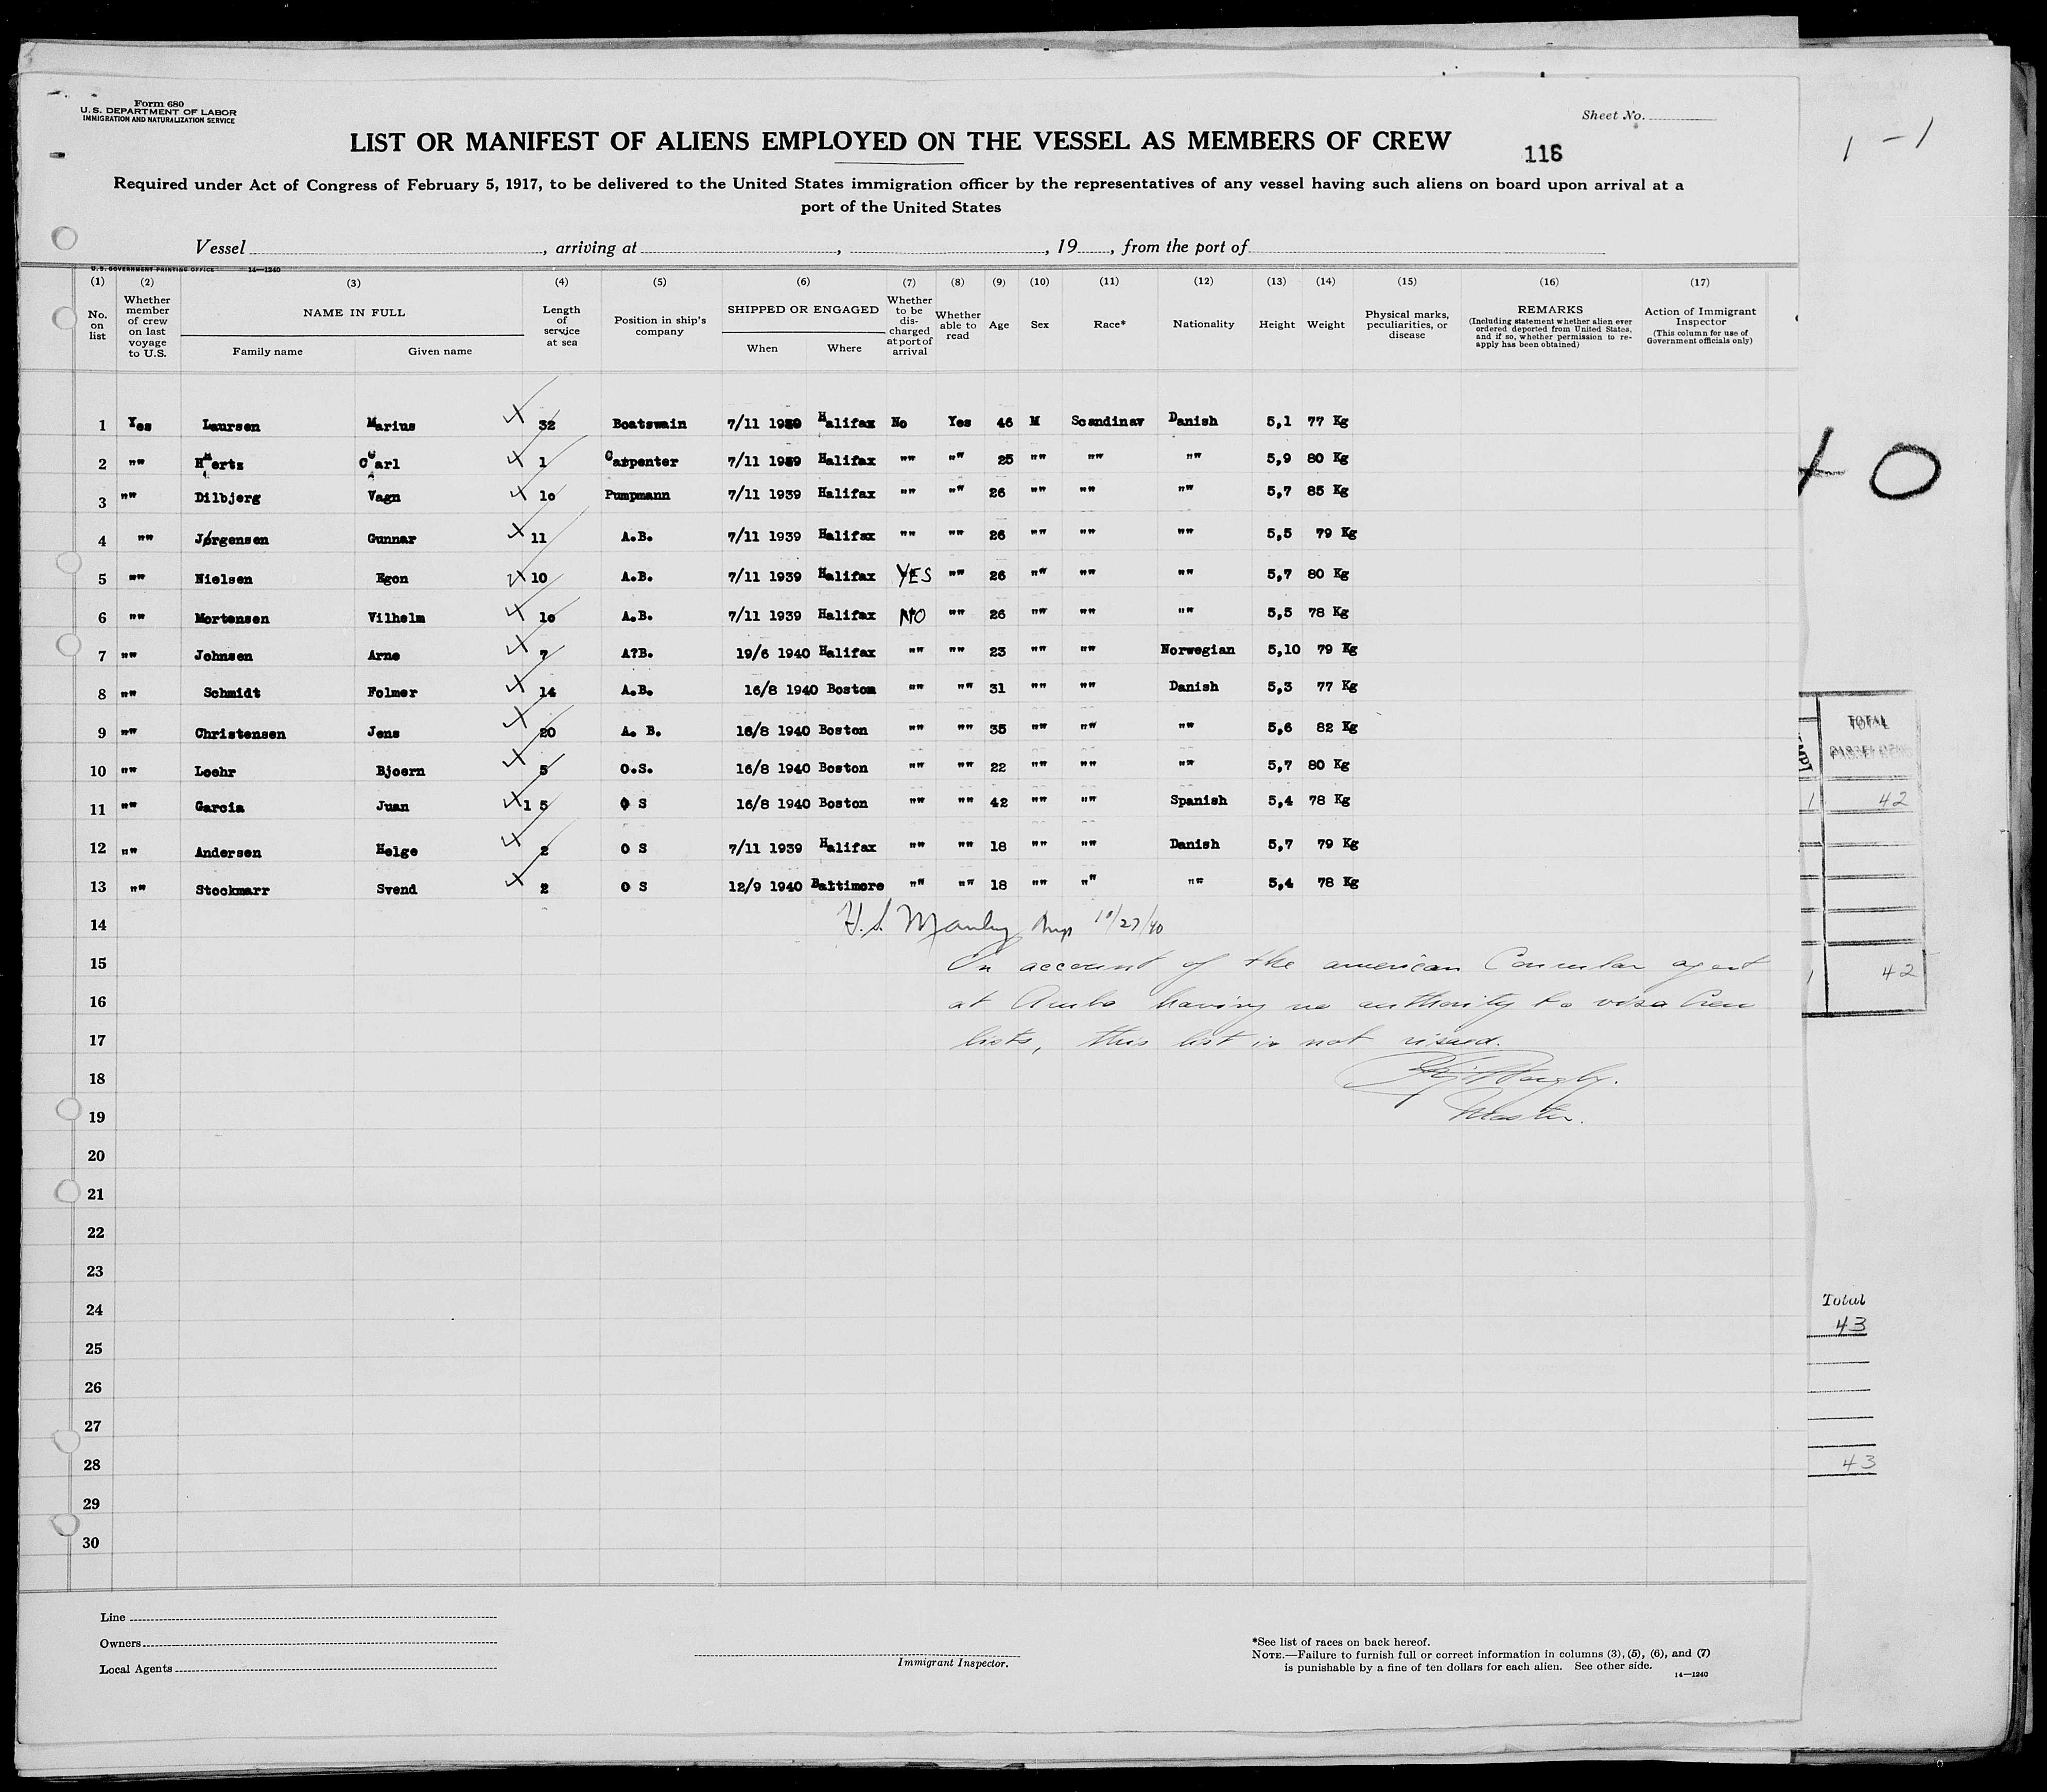 Form 680
U. S. DEPARTMENT OF LABOR
IMMIGRATION AND NATURALIZATION SERVICE
Sheet No.
LIST OR MANIFEST OF ALIENS EMPLOYED ON THE VESSEL AS MEMBERS OF CREW
116
1 - 1
Required under Act of Congress of February 5, 1917, to be delivered to the United States immigration officer by the representatives of any vessel having such aliens on board upon arrival at a
port of the United States
Vessel , arriving at , , 19 , from the port of
U. S. GOVERNMENT PRINTING OFFICE 14—1240
(1) No. on list
(2) Whether member of crew on last voyage to U.S.
(3) NAME IN FULL
Family name Given name
(4) Length of service at sea
(5) Position in ship's company
(6) SHIPPED OR ENGAGED
When Where
(7) Whether to be discharged at port of arrival
(8) Whether able to read
(9) Age
(10) Sex
(11) Race*
(12) Nationality
(13) Height
(14) Weight
(15) Physical marks, peculiarities, or disease
(16) REMARKS
(Including statement whether alien ever ordered deported from United States, and if so, whether permission to re-apply has been obtained)
(17) Action of Immigrant Inspector
(This column for use of Government officials only)
1 Yes Laursen Marius 32 Boatswain 7/11 1939 Halifax No Yes 46 M Scandinav Danish 5,1 77 Kg
2 "" Hertz Carl 1 Carpenter 7/11 1939 Halifax "" "" 25 "" "" "" 5,9 80 Kg
3 "" Dilbjerg Vagn 10 Pumpmann 7/11 1939 Halifax "" "" 26 "" "" "" 5,7 85 Kg
4 "" Jørgensen Gunnar 11 A.B. 7/11 1939 Halifax "" "" 26 "" "" "" 5,5 79 Kg
5 "" Nielsen Egon 10 A.B. 7/11 1939 Halifax YES "" 26 "" "" "" 5,7 80 Kg
6 "" Mortensen Vilhelm 10 A.B. 7/11 1939 Halifax NO "" 26 "" "" "" 5,5 78 Kg
7 "" Johnsen Arne 7 A?B. 19/6 1940 Halifax "" "" 23 "" "" Norwegian 5,10 79 Kg
8 "" Schmidt Folmer 14 A.B. 16/8 1940 Boston "" "" 31 "" "" Danish 5,3 77 Kg
9 "" Christensen Jens 20 A. B. 16/8 1940 Boston "" "" 35 "" "" "" 5,6 82 Kg
10 "" Loehr Bjoern 5 O.S. 16/8 1940 Boston "" "" 22 "" "" "" 5,7 80 Kg
11 "" Garcia Juan 1 5 O S 16/8 1940 Boston "" "" 42 "" "" Spanish 5,4 78 Kg
12 "" Andersen Helge 2 O S 7/11 1939 Halifax "" "" 18 "" "" Danish 5,7 79 Kg
13 "" Stockmarr Svend 2 O S 12/9 1940 Baltimore "" "" 18 "" "" "" 5,4 78 Kg
14 H. S. Manley Insp 10/27/40
15 On account of the american Consular agent
16 at Aruba having no authority to visa Crew
17 lists, this list is not visaed.
18
19 Master.
20
21
22
23
24
25
26
27
28
29
30
40
TOTAL
PASSENGERS
1 42
1 42
Total
43
43
Line
Owners
Local Agents
Immigrant Inspector.
*See list of races on back hereof.
NOTE.—Failure to furnish full or correct information in columns (3), (5), (6), and (7)
is punishable by a fine of ten dollars for each alien. See other side.
14—1240